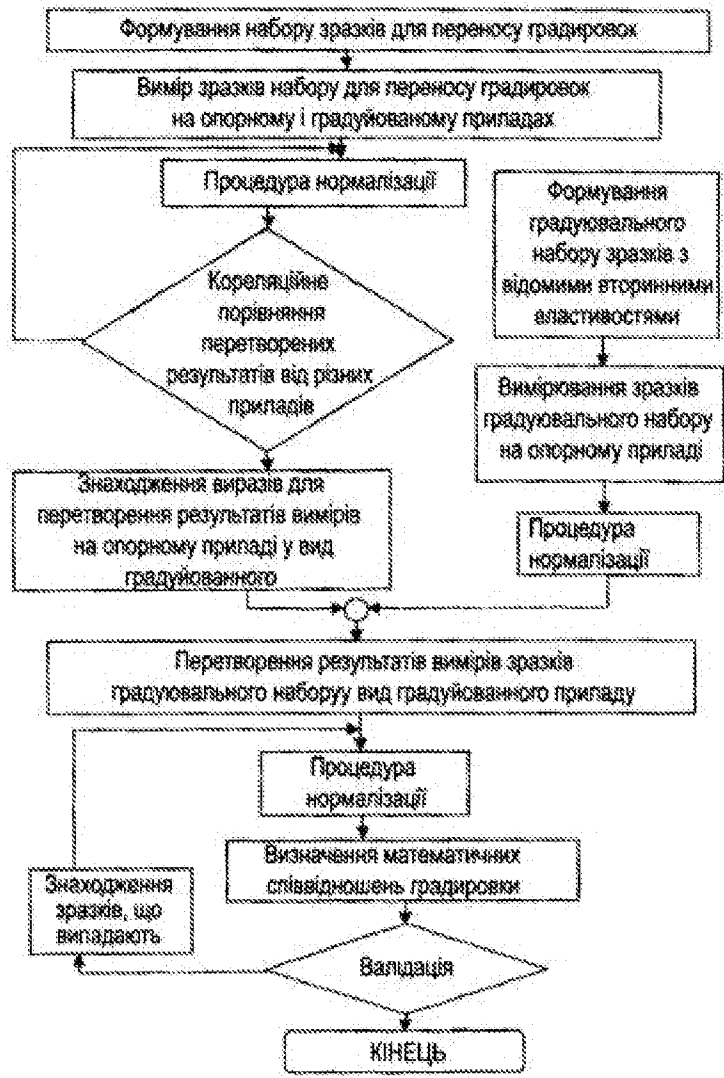 Формування набору зразків для переносу градировок
Вимір зразків набору для переносу градировок
на опорному і градуйованому приладах
Процедура нормалізації
Кореляційне
порівняння
перетворених
результатів від різних
приладів
Знаходження виразів для
перетворення результатів вимірів
на опорному приладі у вид
градуйованного
Формування
градуювального
набору зразків з
відомими вторинними
властивостями
Вимірювання зразків
градуювального набору
на опорному приладі
Процедура
нормалізації
Перетворення результатів вимірів зразків
градуювального наборуу вид градуйованного приладу
Процедура
нормалізації
Визначення математичних
співвідношень градировки
Знаходження
зразків, що
випадають
Валідація
КІНЕЦЬ